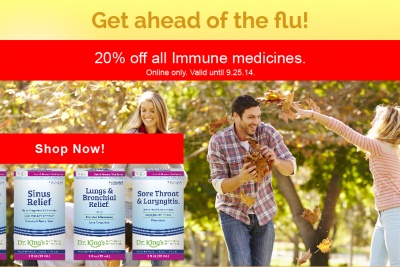 Get ahead of the flu!
20% off all Immune medicines.
Online only. Valid until 9.25.14.
Shop Now!
Sinus
Relief
Dr. King's
Lungs &
Bronchial
Relief
Dr. King's
Sore Throat
& Laryngitis
Dr. King's